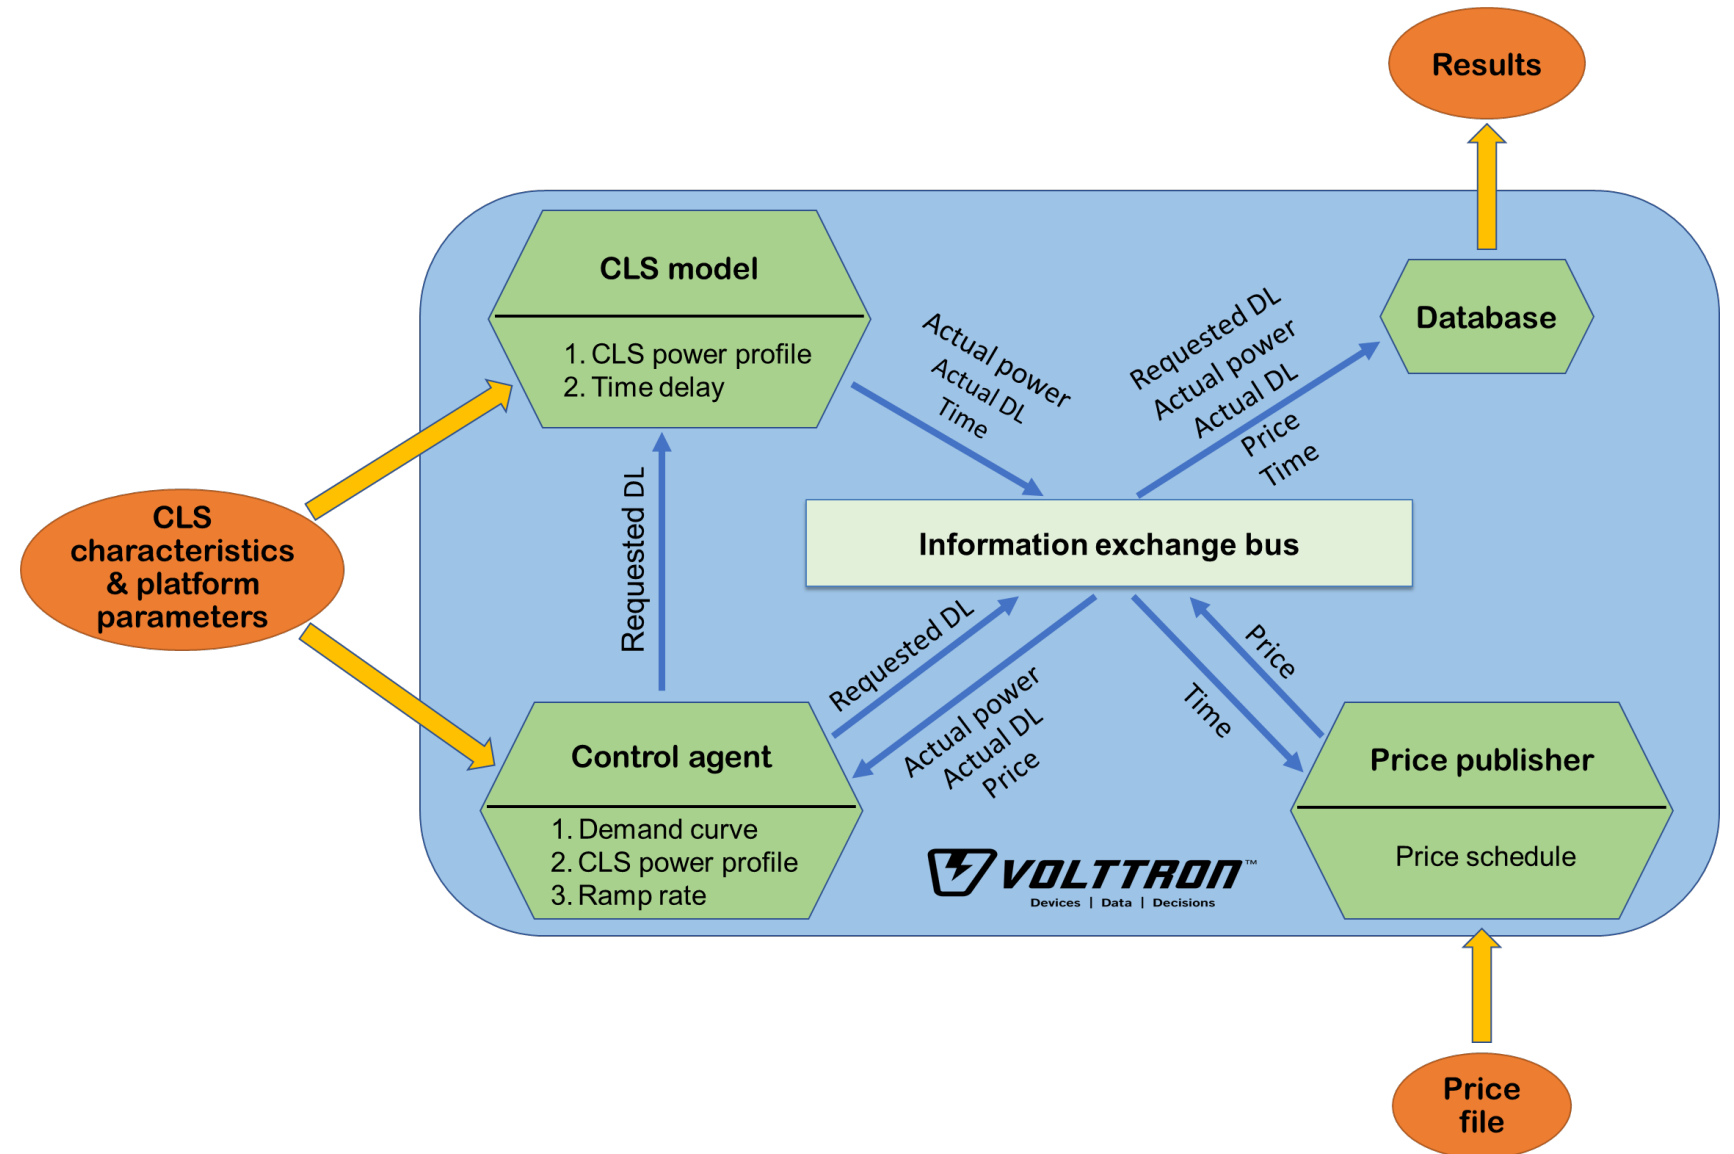 Results
CLS model
1. CLS power profile
2. Time delay
Database
Actual power
Actual DL
Time
Requested DL
Actual power
Actual DL
Price
Time
CLS
characteristics
& platform
parameters
Requested DL
Information exchange bus
Requested DL
Actual power
Actual DL
Price
Time
Price
Control agent
1. Demand curve
2. CLS power profile
3. Ramp rate
VOLTTRON™
Devices | Data | Decisions
Price publisher
Price schedule
Price
file